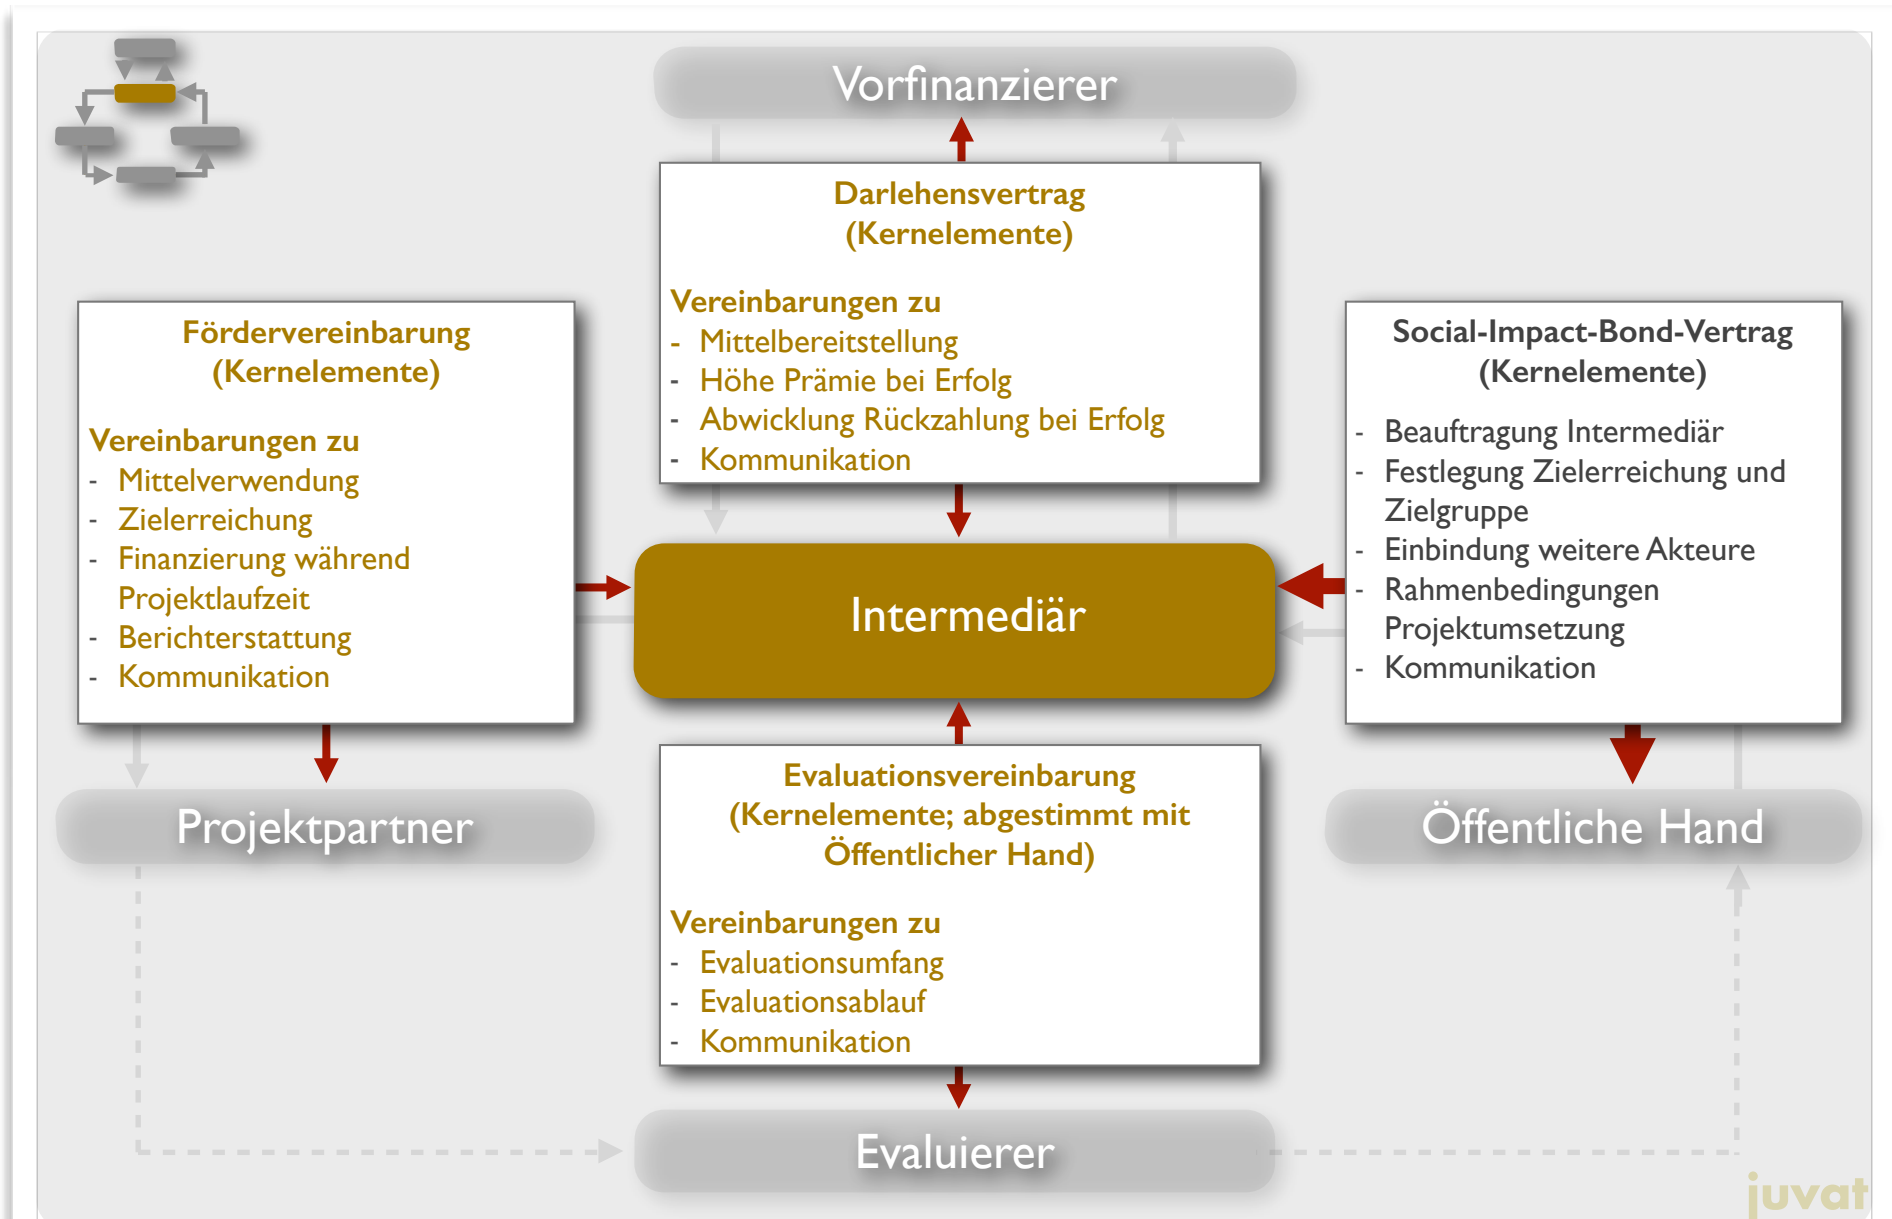 Vorfinanzierer
Darlehensvertrag
(Kernelemente)
Vereinbarungen zu
- Mittelbereitstellung
- Höhe Prämie bei Erfolg
- Abwicklung Rückzahlung bei Erfolg
- Kommunikation
Fördervereinbarung
(Kernelemente)
Vereinbarungen zu
- Mittelverwendung
- Zielerreichung
- Finanzierung während
Projektlaufzeit
- Berichterstattung
- Kommunikation
Social-Impact-Bond-Vertrag
(Kernelemente)
- Beauftragung Intermediär
- Festlegung Zielerreichung und
Zielgruppe
- Einbindung weitere Akteure
- Rahmenbedingungen
Projektumsetzung
- Kommunikation
Intermediär
Projektpartner
Evaluationsvereinbarung
(Kernelemente; abgestimmt mit
Öffentlicher Hand)
Vereinbarungen zu
- Evaluationsumfang
- Evaluationsablauf
- Kommunikation
Öffentliche Hand
Evaluierer
juvat